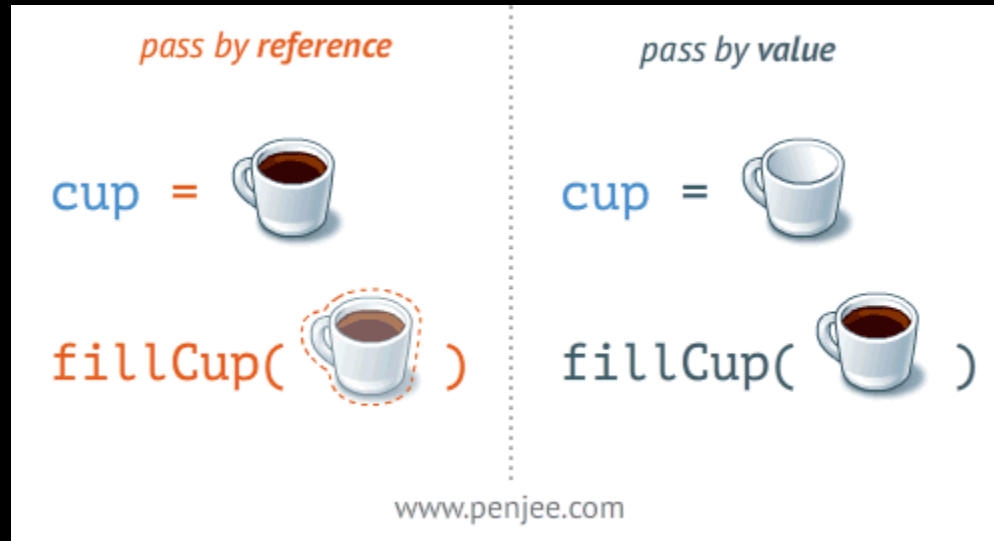 pass by reference
cup =
fillCup( )
pass by value
cup =
fillCup( )
www.penjee.com